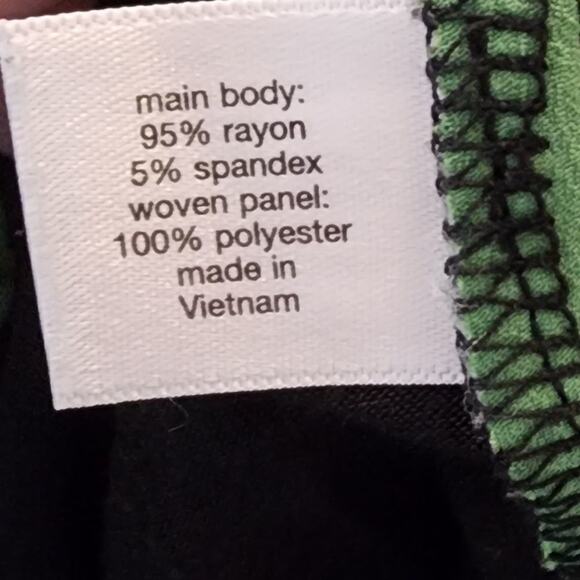 main body:
95% rayon
5% spandex
woven panel:
100% polyester
made in
Vietnam